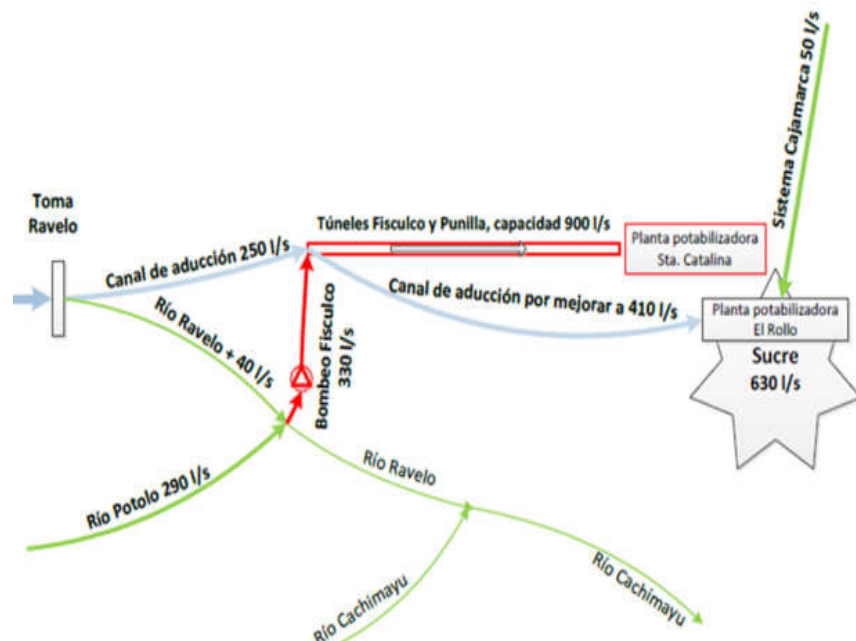 Sistema Cajamarca 50 l/s
Toma
Ravelo
Túneles Fisculco y Punilla, capacidad 900 l/s
Planta potabilizadora
Sta. Catalina
Canal de aducción 250 l/s
Canal de aducción por mejorar a 410 l/s
Planta potabilizadora
El Rollo
Sucre
630 l/s
Río Ravelo + 40 l/s
Bombeo Fisculco
330 l/s
Río Potolo 290 l/s
Río Ravelo
Río Cachimayu
Río Cachimayu